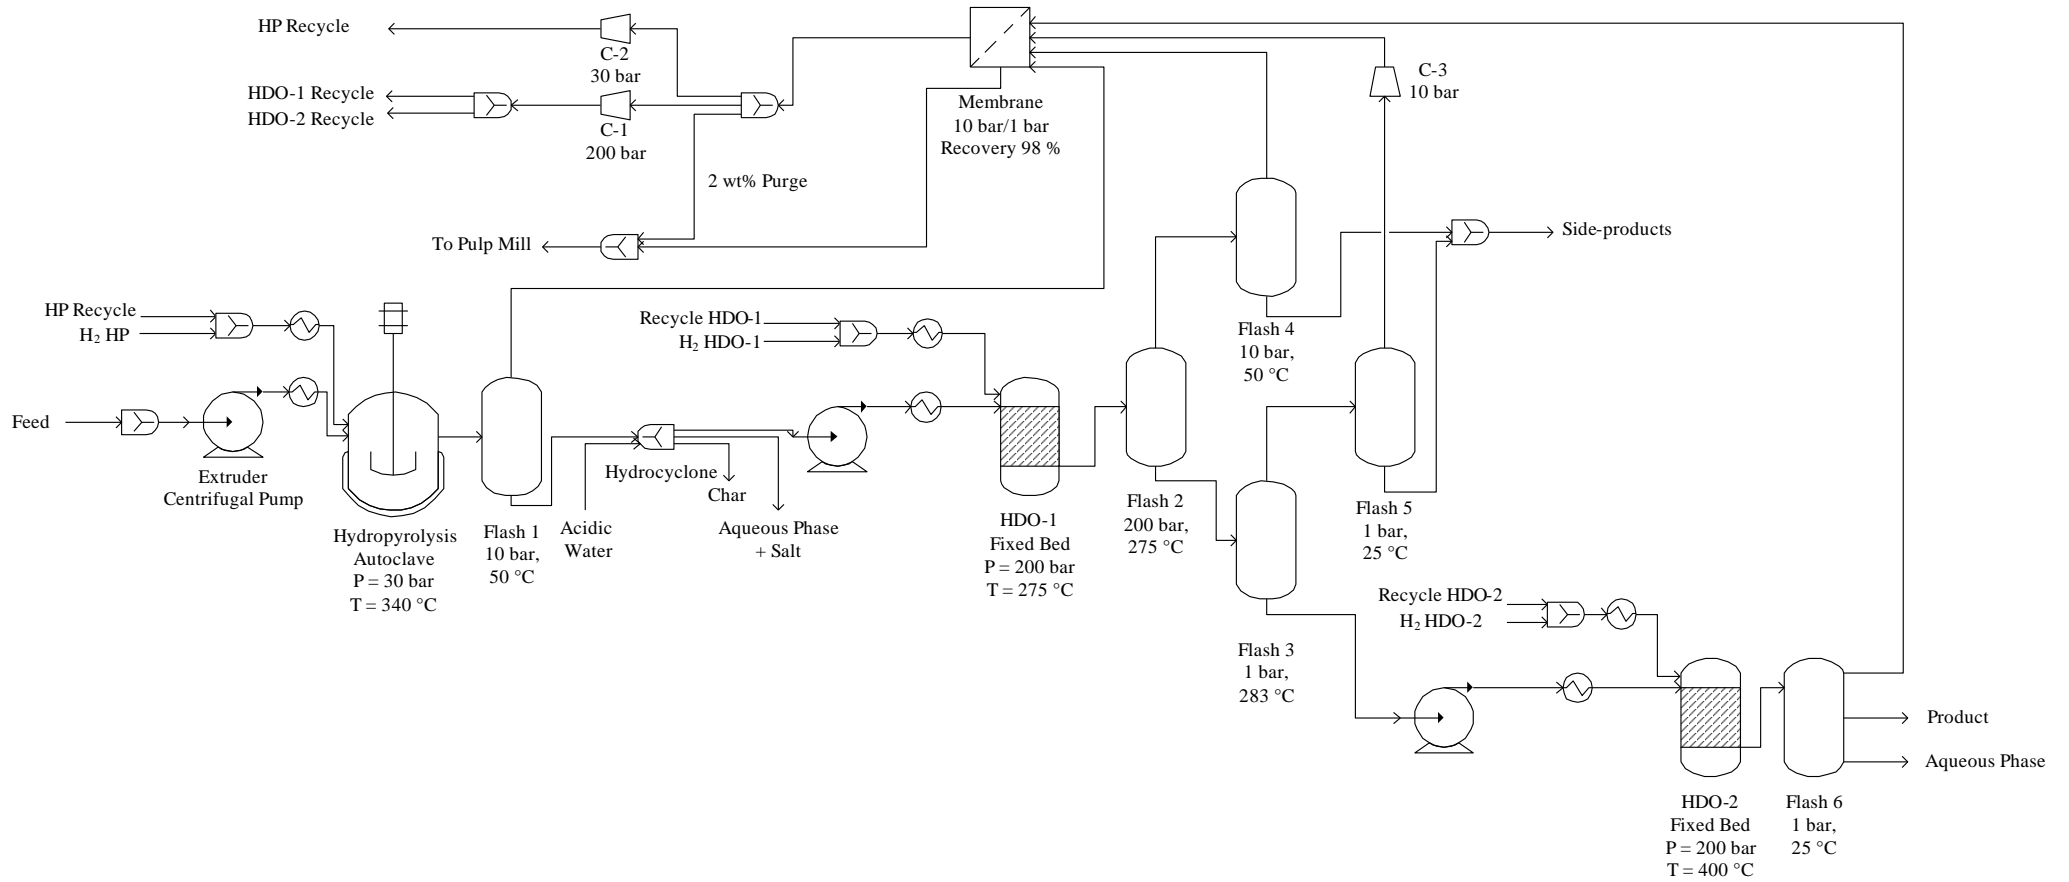 HP Recycle
C-2
30 bar
HDO-1 Recycle
HDO-2 Recycle
C-1
200 bar
2 wt% Purge
To Pulp Mill
Membrane
10 bar/1 bar
Recovery 98 %
C-3
10 bar
Side-products
HP Recycle
H₂ HP
Feed
Extruder
Centrifugal Pump
Hydropyrolysis
Autoclave
P = 30 bar
T = 340 °C
Flash 1
10 bar,
50 °C
Acidic
Water
Hydrocyclone
Char
Aqueous Phase
+ Salt
Recycle HDO-1
H₂ HDO-1
HDO-1
Fixed Bed
P = 200 bar
T = 275 °C
Flash 2
200 bar,
275 °C
Flash 4
10 bar,
50 °C
Flash 5
1 bar,
25 °C
Flash 3
1 bar,
283 °C
Recycle HDO-2
H₂ HDO-2
HDO-2
Fixed Bed
P = 200 bar
T = 400 °C
Flash 6
1 bar,
25 °C
Product
Aqueous Phase